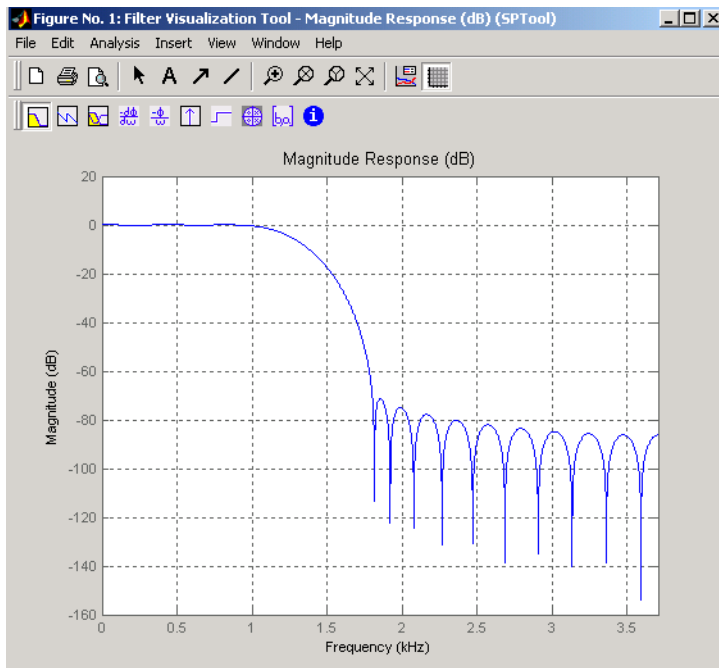 Figure No. 1: Filter Visualization Tool - Magnitude Response (dB) (SPTool)
File Edit Analysis Insert View Window Help
A
Magnitude Response (dB)
20
0
-20
-40
-60
-80
-100
-120
-140
-160
Magnitude (dB)
0 0.5 1 1.5 2 2.5 3 3.5
Frequency (kHz)